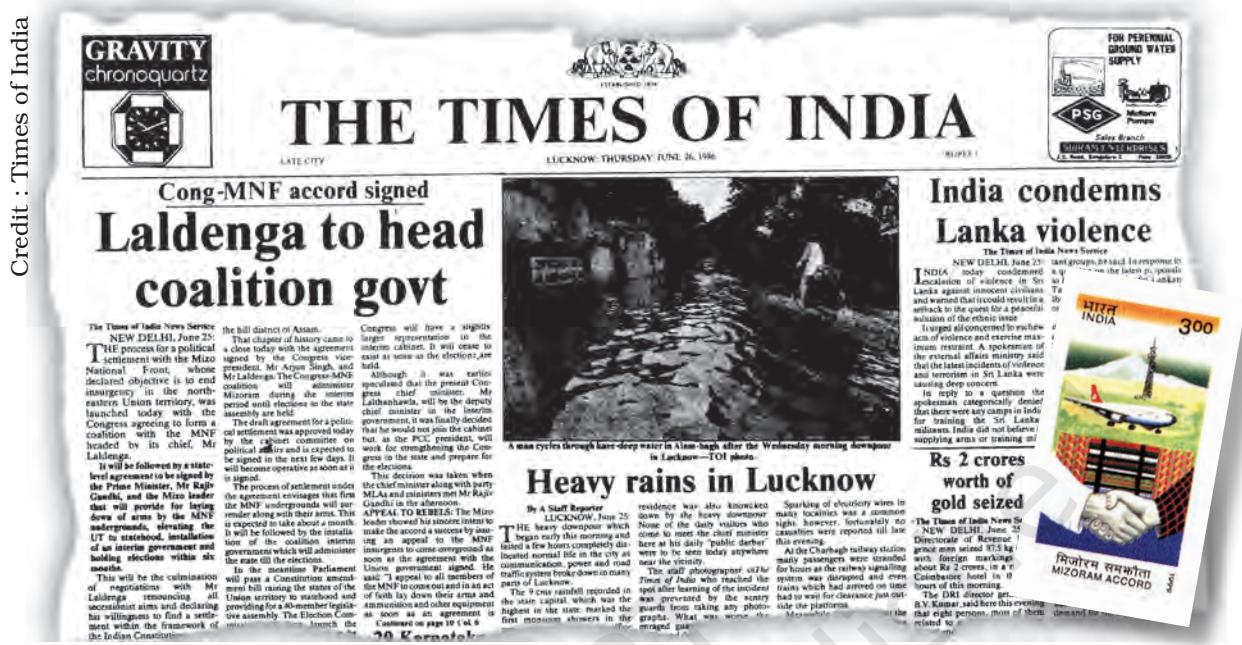 Credit : Times of India
GRAVITY
chronoquartz
ESTABLISHED 1838
THE TIMES OF INDIA
LATE CITY
LUCKNOW: THURSDAY, JUNE 26, 1986
FOR PERENNIAL
GROUND WATER
SUPPLY
PSG
Sales Branch
Cong-MNF accord signed
Laldenga to head
coalition govt
The Times of India News Service
NEW DELHI, June 25:
THE process for a political
settlement with the Mizo
National Front, whose
declared objective is to end
insurgency in the north-
eastern Union territory, was
launched today with the
Congress agreeing to form a
coalition with the MNF
headed by its chief, Mr
Laldenga.
It will be followed by a state-
level agreement to be signed by
the Prime Minister, Mr Rajiv
Gandhi, and the Mizo leader
that will provide for laying
down of arms by the MNF
undergrounds, elevating the
UT to statehood, installation
of an interim government and
holding elections within six
months.
This will be the culmination
of negotiations with Mr
Laldenga renouncing all
secessionist aims and declaring
his willingness to find a settle-
ment within the framework of
the Indian
the hill district of Assam.
That chapter of history came to
a close today with the agreement
signed by the Congress vice-
president, Mr Arjun Singh, and
Mr Laldenga. The Congress-MNF
coalition will administer
Mizoram during the interim
period until elections to the state
assembly are held.
The draft agreement for a politi-
cal settlement was approved today
by the cabinet committee on
political affairs and is expected to
be signed in the next few days. It
will become operative as soon as it
is signed.
The process of settlement under
the agreement envisages that first
the MNF undergrounds will sur-
render along with their arms. This
is expected to take about a month.
It will be followed by the installa-
tion of the coalition interim
government which will administer
the state till the elections.
In the meantime Parliament
will pass a Constitution amend-
ment bill raising the status of the
Union territory to statehood and
providing for a 40-member legisla-
tive assembly. The Election Com-
Congress will have a slightly
larger representation in the
interim cabinet. It will cease to
exist as soon as the elections are
held.
Although it was earlier
speculated that the present Con-
gress chief minister, Mr
Lalthanhawla, will be the deputy
chief minister in the interim
government, it was finally decided
that he would not join the cabinet
but, as the PCC president, will
work for strengthening the Con-
gress in the state and prepare for
the elections.
This decision was taken when
the chief minister along with party
MLAs and ministers met Mr Rajiv
Gandhi in the afternoon.
APPEAL TO REBELS: The Mizo
leader showed his sincere intent to
make the accord a success by issu-
ing an appeal to the MNF
insurgents to come overground as
soon as the agreement with the
Union government signed. He
said: "I appeal to all members of
the MNF to come out and in an act
of faith lay down their arms and
ammunition and other equipment
as soon as an agreement is
Continued on page 10 Col 6
20 Karnatak
A man cycles through knee-deep water in Alam-bagh after the Wednesday morning downpour
in Lucknow—TOI photo.
Heavy rains in Lucknow
By A Staff Reporter
LUCKNOW, June 25:
THE heavy downpour which
began early this morning and
lasted a few hours completely dis-
located normal life in the city as
communication, power and road
traffic system broke down in many
parts of Lucknow.
The 9 cms rainfall recorded in
the state capital, which was the
highest in the state, marked the
first monsoon showers in the
residence was also knocked
down by the heavy downpour
None of the daily visitors who
come to meet the chief minister
here at his daily "public darbar"
were to be seen today anywhere
near the vicinity.
The staff photographer of The
Times of India who reached the
spot after learning of the incident
was prevented by the sentry
guards from taking any photo-
graphs. What was worse the
enraged
Sparking of electricity wires in
many localities was a common
sight, however, fortunately no
casualties were reported till late
this evening.
At the Charbagh railway station
many passengers were stranded
for hours as the railway signalling
system was disrupted and even
trains which had arrived on time
had to wait for clearance just out-
side the platforms.
India condemns
Lanka violence
The Times of India News Service
NEW DELHI, June 25:
INDIA today condemned
escalation of violence in Sri
Lanka against innocent civilians
and warned that it could result in a
setback to the quest for a peaceful
solution of the ethnic issue.
It urged all concerned to eschew
acts of violence and exercise max-
imum restraint. A spokesman of
the external affairs ministry said
that the latest incidents of violence
and terrorism in Sri Lanka were
causing deep concern.
In reply to a question the
spokesman categorically denied
that there were any camps in India
for training the Sri Lankan
militants. India did not believe in
supplying arms or training
tant groups, he said. In response to
Rs 2 crores
worth of
gold seized
The Times of India News
NEW DELHI, June 25
Directorate of Revenue
gence men seized 87.5 kg
with foreign markings
about Rs 2 crores, in a
Coimbatore hotel in
hours of this morning.
The DRI director
B.V. Kumar, said here this evening
that eight persons, most of them
related to
भारत
INDIA
300
मिजोरम समझौता
MIZORAM ACCORD